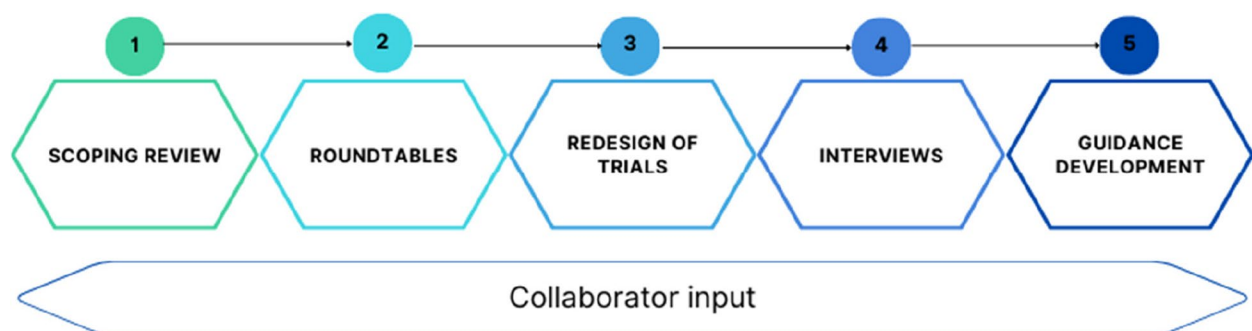 1
2
3
4
5
SCOPING REVIEW
ROUNDTABLES
REDESIGN OF
TRIALS
INTERVIEWS
GUIDANCE
DEVELOPMENT
Collaborator input